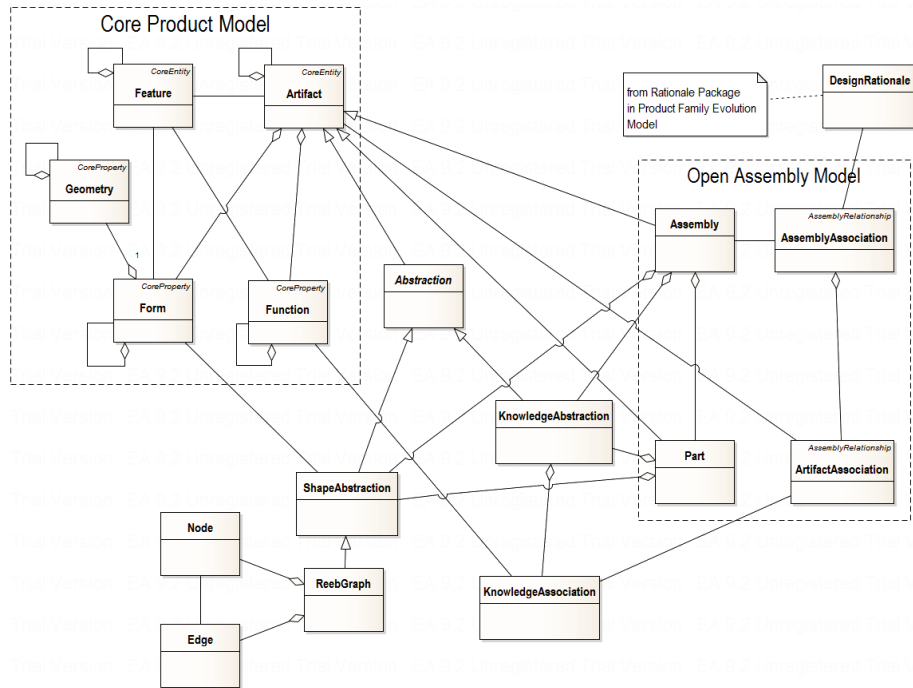 Core Product Model
CoreEntity
Feature
CoreEntity
Artifact
from Rationale Package
in Product Family Evolution
Model
DesignRationale
CoreProperty
Geometry
Open Assembly Model
Assembly
AssemblyRelationship
AssemblyAssociation
1
CoreProperty
Form
CoreProperty
Function
Abstraction
KnowledgeAbstraction
Part
AssemblyRelationship
ArtifactAssociation
ShapeAbstraction
Node
ReebGraph
KnowledgeAssociation
Edge